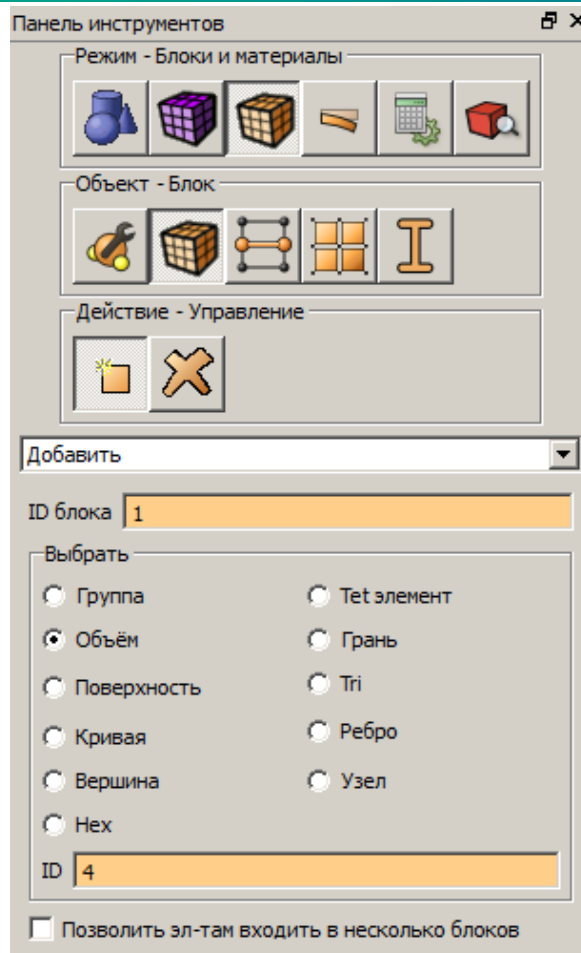 Панель инструментов
Режим - Блоки и материалы
Объект - Блок
Действие - Управление
Добавить
ID блока 1
Выбрать
Группа Tet элемент
Объём Грань
Поверхность Tri
Кривая Ребро
Вершина Узел
Hex
ID 4
Позволить эл-там входить в несколько блоков